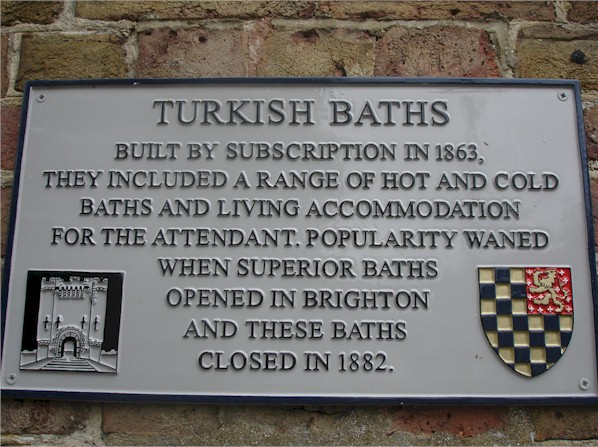 TURKISH BATHS
BUILT BY SUBSCRIPTION IN 1863,
THEY INCLUDED A RANGE OF HOT AND COLD
BATHS AND LIVING ACCOMMODATION
FOR THE ATTENDANT. POPULARITY WANED
WHEN SUPERIOR BATHS
OPENED IN BRIGHTON
AND THESE BATHS
CLOSED IN 1882.